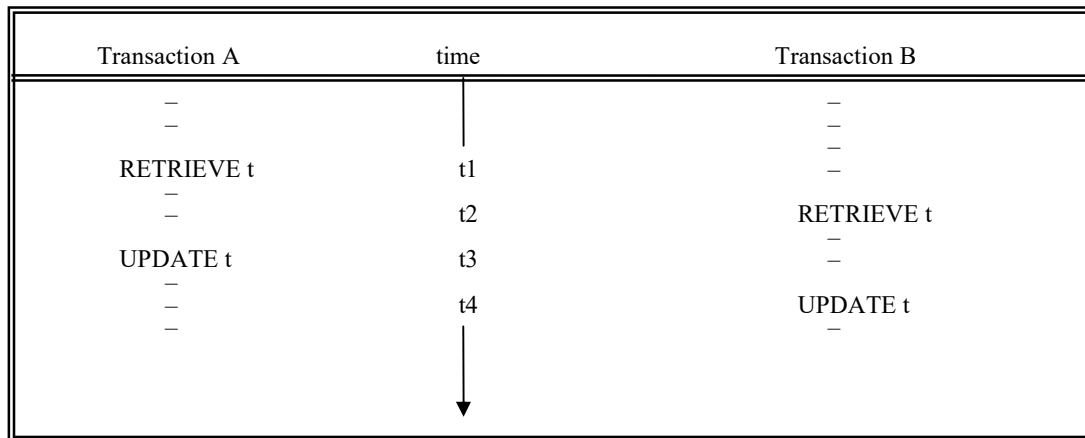 Transaction A time Transaction B
– –
– –
–
RETRIEVE t t1 –
–
– t2 RETRIEVE t
–
UPDATE t t3 –
–
– t4 UPDATE t
– –